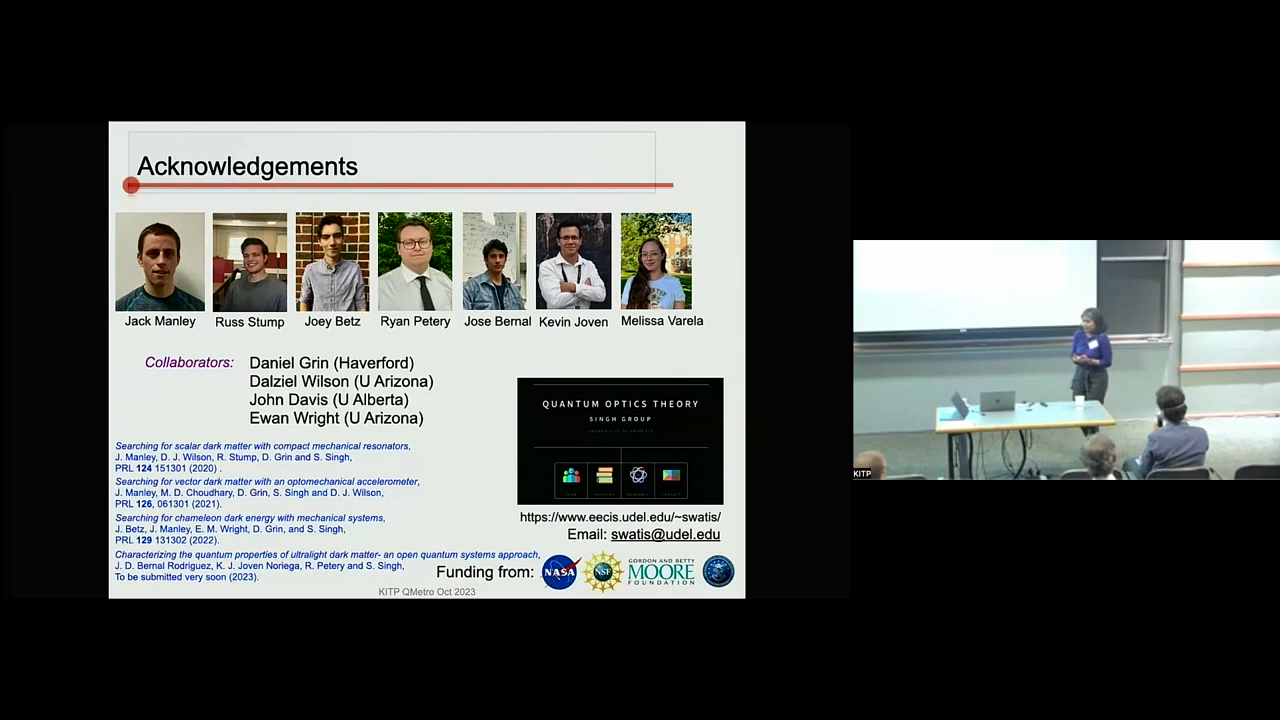 Acknowledgements
Jack Manley
Russ Stump
Joey Betz
Ryan Petery
Jose Bernal
Kevin Joven
Melissa Varela
Collaborators:
Daniel Grin (Haverford)
Dalziel Wilson (U Arizona)
John Davis (U Alberta)
Ewan Wright (U Arizona)
Searching for scalar dark matter with compact mechanical resonators,
J. Manley, D. J. Wilson, R. Stump, D. Grin and S. Singh,
PRL 124 151301 (2020) .
Searching for vector dark matter with an optomechanical accelerometer,
J. Manley, M. D. Choudhary, D. Grin, S. Singh and D. J. Wilson,
PRL 126, 061301 (2021).
Searching for chameleon dark energy with mechanical systems,
J. Betz, J. Manley, E. M. Wright, D. Grin, and S. Singh,
PRL 129 131302 (2022).
Characterizing the quantum properties of ultralight dark matter- an open quantum systems approach,
J. D. Bernal Rodriguez, K. J. Joven Noriega, R. Petery and S. Singh,
To be submitted very soon (2023).
QUANTUM OPTICS THEORY
SINGH GROUP
https://www.eecis.udel.edu/~swatis/
Email: swatis@udel.edu
Funding from:
NASA
NSF
GORDON AND BETTY
MOORE
FOUNDATION
KITP QMetro Oct 2023
KITP